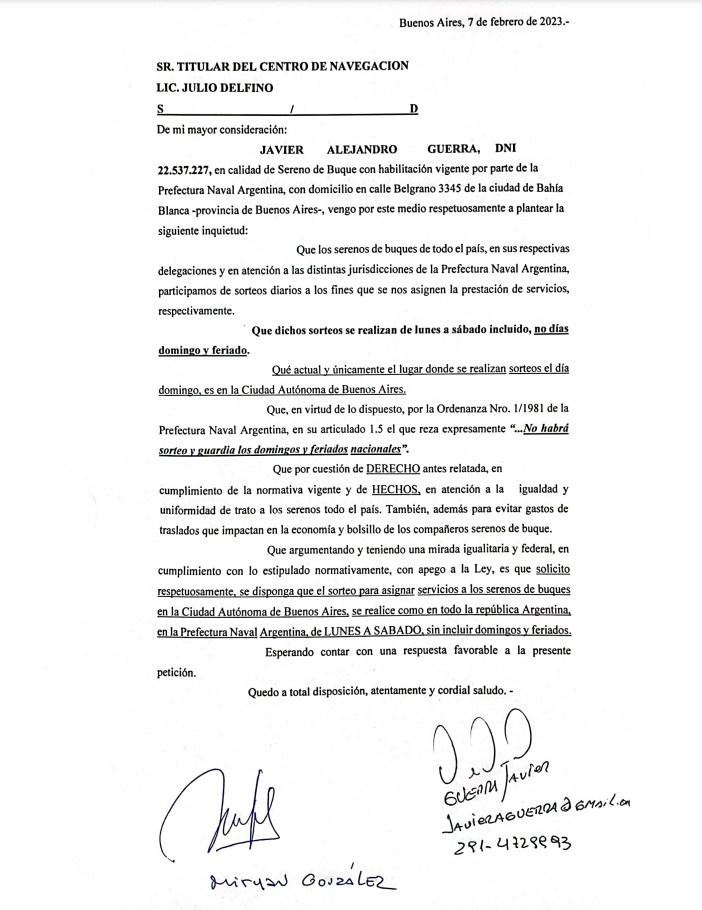 Buenos Aires, 7 de febrero de 2023.-
SR. TITULAR DEL CENTRO DE NAVEGACION
LIC. JULIO DELFINO
S / D
De mi mayor consideración:
JAVIER ALEJANDRO GUERRA, DNI
22.537.227, en calidad de Sereno de Buque con habilitación vigente por parte de la
Prefectura Naval Argentina, con domicilio en calle Belgrano 3345 de la ciudad de Bahía
Blanca -provincia de Buenos Aires-, vengo por este medio respetuosamente a plantear la
siguiente inquietud:
Que los serenos de buques de todo el país, en sus respectivas
delegaciones y en atención a las distintas jurisdicciones de la Prefectura Naval Argentina,
participamos de sorteos diarios a los fines que se nos asignen la prestación de servicios,
respectivamente.
Que dichos sorteos se realizan de lunes a sábado incluido, no días
domingo y feriado.
Qué actual y únicamente el lugar donde se realizan sorteos el día
domingo, es en la Ciudad Autónoma de Buenos Aires.
Que, en virtud de lo dispuesto, por la Ordenanza Nro. 1/1981 de la
Prefectura Naval Argentina, en su articulado 1.5 el que reza expresamente “...No habrá
sorteo y guardia los domingos y feriados nacionales”.
Que por cuestión de DERECHO antes relatada, en
cumplimiento de la normativa vigente y de HECHOS, en atención a la igualdad y
uniformidad de trato a los serenos todo el país. También, además para evitar gastos de
traslados que impactan en la economía y bolsillo de los compañeros serenos de buque.
Que argumentando y teniendo una mirada igualitaria y federal, en
cumplimiento con lo estipulado normativamente, con apego a la Ley, es que solicito
respetuosamente, se disponga que el sorteo para asignar servicios a los serenos de buques
en la Ciudad Autónoma de Buenos Aires, se realice como en todo la república Argentina,
en la Prefectura Naval Argentina, de LUNES A SABADO, sin incluir domingos y feriados.
Esperando contar con una respuesta favorable a la presente
petición.
Quedo a total disposición, atentamente y cordial saludo. -
GUERRA JAVIER
JAVIERAGUERRA@GMAIL.COM
291-4729993
MIRYAN GONZÁLEZ